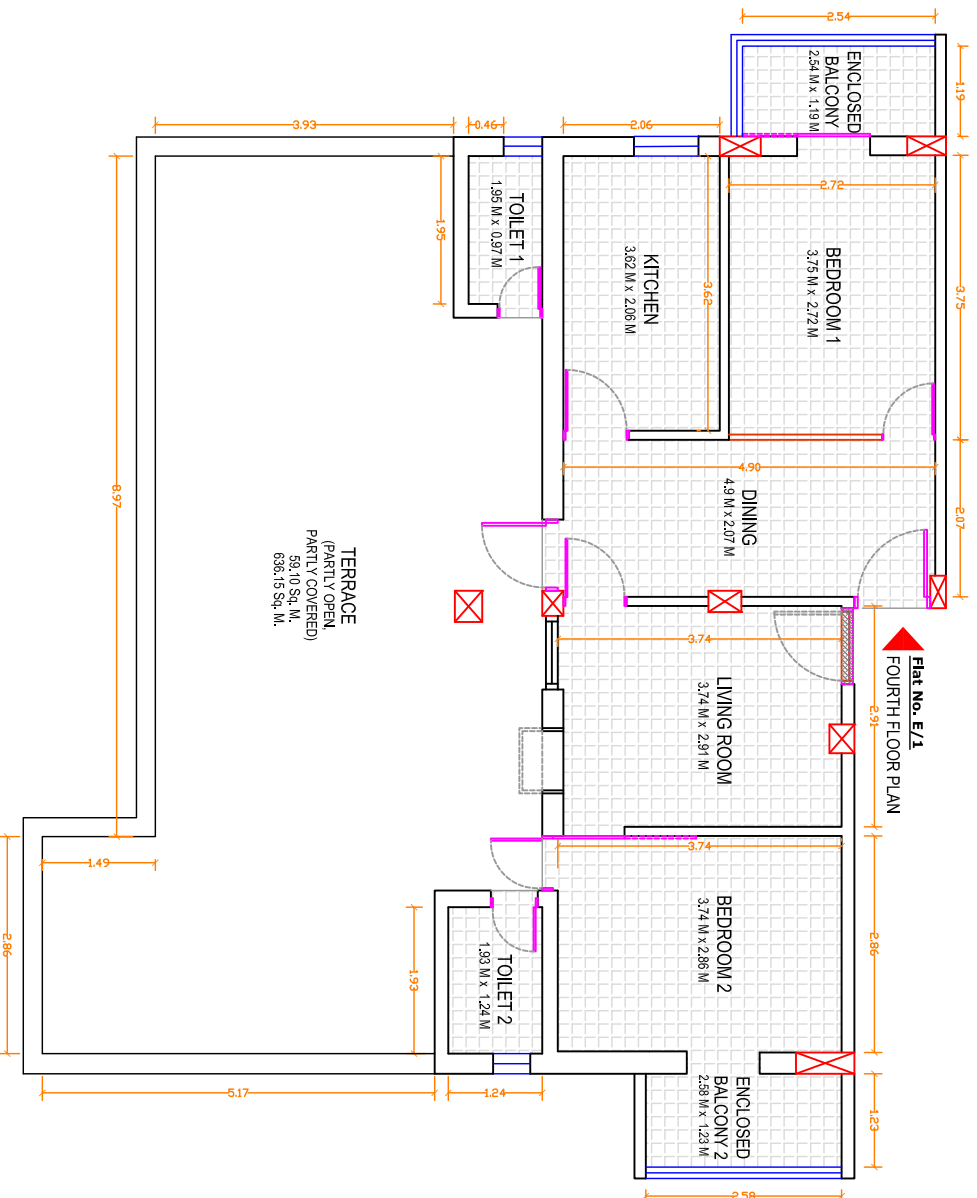 2.54
1.19
ENCLOSED
BALCONY
2.54 M x 1.19 M
3.93
0.46
2.06
2.72
3.75
1.95
TOILET 1
1.95 M x 0.97 M
KITCHEN
3.62 M x 2.06 M
3.62
BEDROOM 1
3.75 M x 2.72 M
4.90
DINING
4.9 M x 2.07 M
2.07
8.97
TERRACE
(PARTLY OPEN,
PARTLY COVERED)
59.10 Sq. M.
636.15 Sq. M.
3.74
LIVING ROOM
3.74 M x 2.91 M
2.91
Flat No. E/1
FOURTH FLOOR PLAN
1.49
2.86
3.74
BEDROOM 2
3.74 M x 2.86 M
2.86
1.93
TOILET 2
1.93 M x 1.24 M
5.17
1.24
ENCLOSED
BALCONY 2
2.58 M x 1.23 M
1.23
2.58